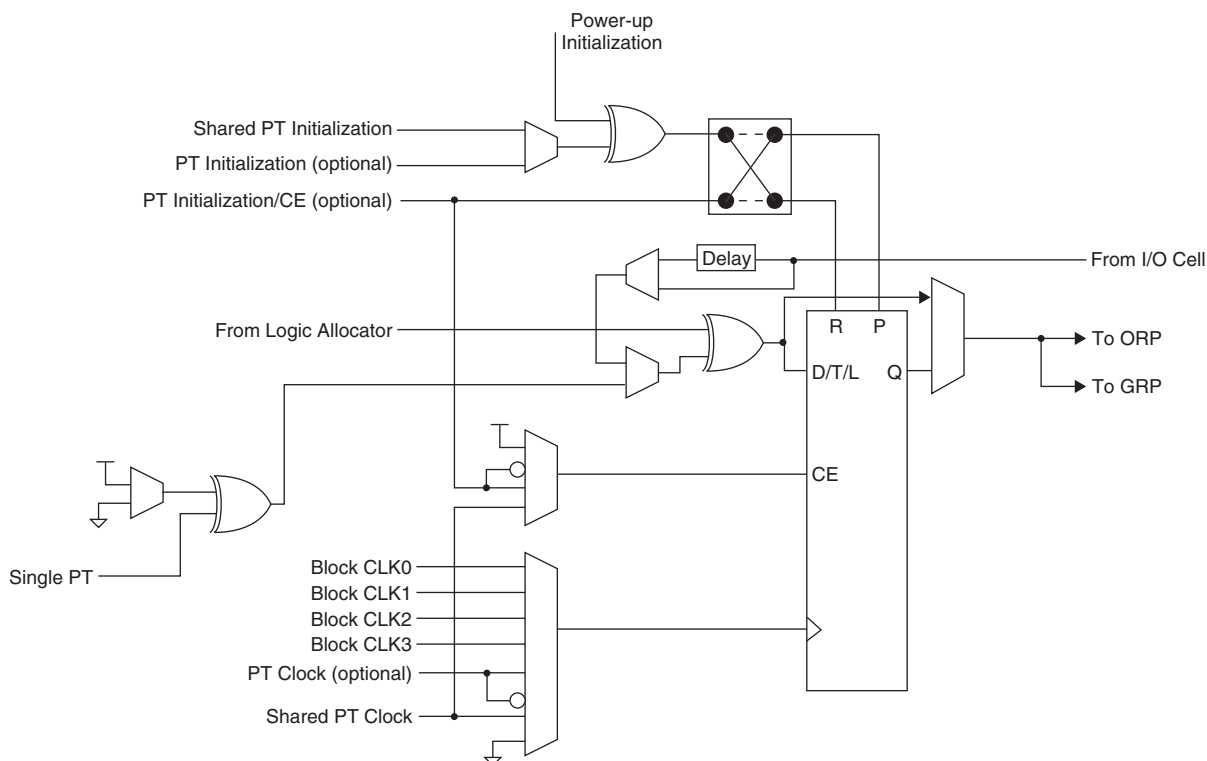 Power-up
Initialization
Shared PT Initialization
PT Initialization (optional)
PT Initialization/CE (optional)
Delay
From I/O Cell
From Logic Allocator
R
P
To ORP
D/T/L
Q
To GRP
CE
Single PT
Block CLK0
Block CLK1
Block CLK2
Block CLK3
PT Clock (optional)
Shared PT Clock